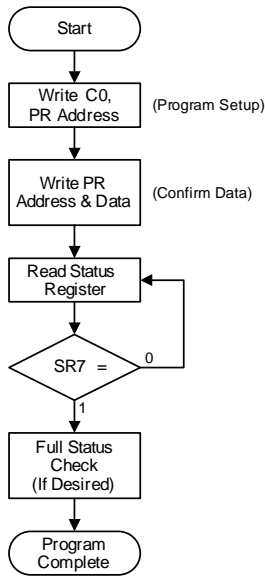 Start
Write C0,
PR Address
(Program Setup)
Write PR
Address & Data
(Confirm Data)
Read Status
Register
SR7 =
0
1
Full Status
Check
(If Desired)
Program
Complete